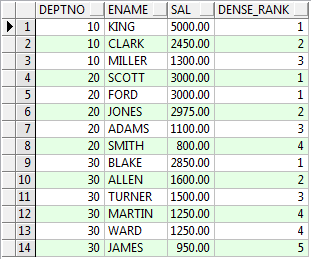 DEPTNO ENAME SAL DENSE_RANK
1 10 KING 5000.00 1
2 10 CLARK 2450.00 2
3 10 MILLER 1300.00 3
4 20 SCOTT 3000.00 1
5 20 FORD 3000.00 1
6 20 JONES 2975.00 2
7 20 ADAMS 1100.00 3
8 20 SMITH 800.00 4
9 30 BLAKE 2850.00 1
10 30 ALLEN 1600.00 2
11 30 TURNER 1500.00 3
12 30 MARTIN 1250.00 4
13 30 WARD 1250.00 4
14 30 JAMES 950.00 5